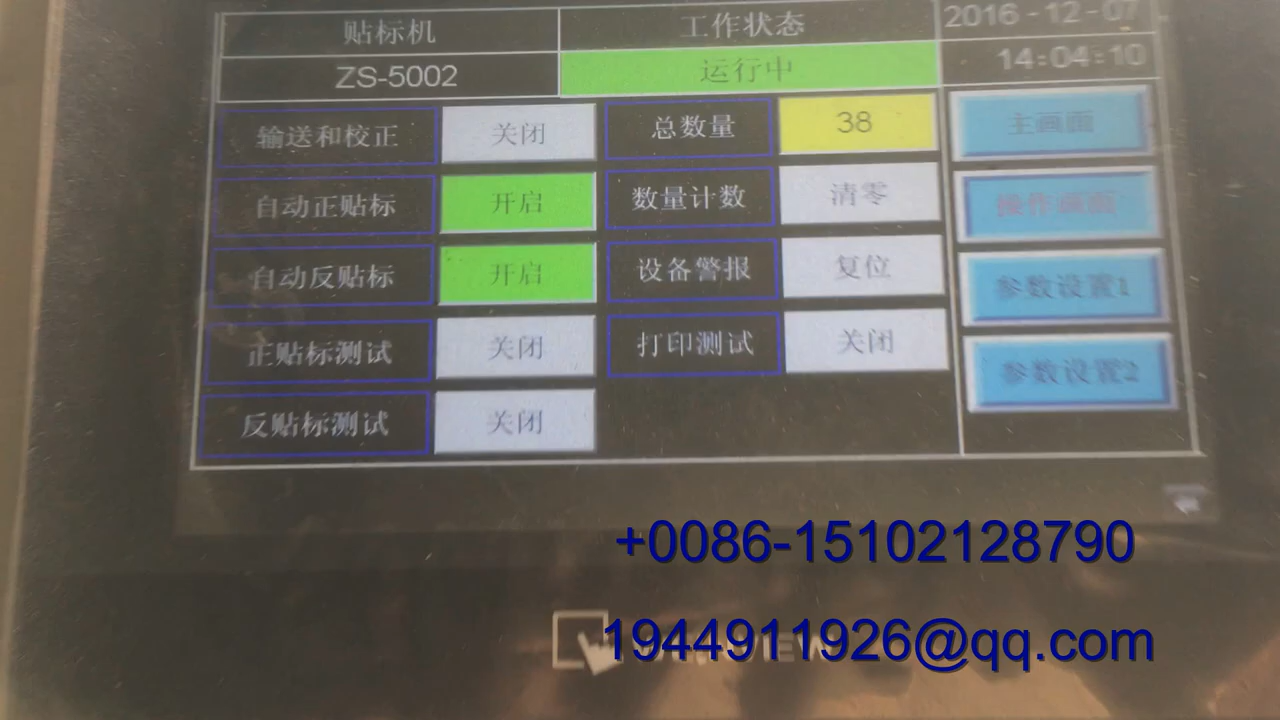 贴标机 工作状态 2016-12-07
ZS-5002 运行中 14:04:10
输送和校正 关闭 总数量 38 主画面
自动正贴标 开启 数量计数 清零 操作画面
自动反贴标 开启 设备警报 复位 参数设置1
正贴标测试 关闭 打印测试 关闭 参数设置2
反贴标测试 关闭
+0086-15102128790
1944911926@qq.com